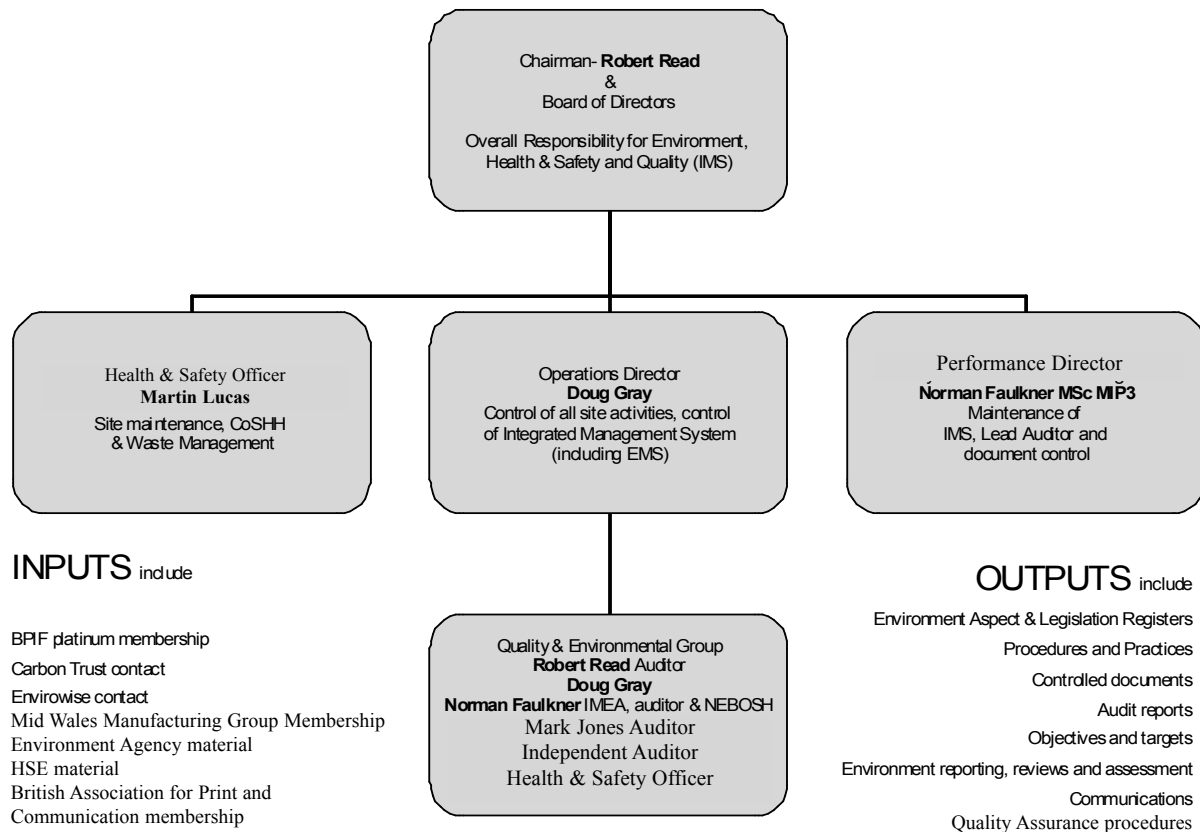 Chairman- Robert Read
&
Board of Directors
Overall Responsibility for Environment,
Health & Safety and Quality (IMS)
Health & Safety Officer
Martin Lucas
Site maintenance, CoSHH
& Waste Management
Operations Director
Doug Gray
Control of all site activities, control
of Integrated Management System
(including EMS)
Performance Director
Norman Faulkner MSc MIP3
Maintenance of
IMS, Lead Auditor and
document control
INPUTS include
BPIF platinum membership
Carbon Trust contact
Envirowise contact
Mid Wales Manufacturing Group Membership
Environment Agency material
HSE material
British Association for Print and
Communication membership
Quality & Environmental Group
Robert Read Auditor
Doug Gray
Norman Faulkner IMEA, auditor & NEBOSH
Mark Jones Auditor
Independent Auditor
Health & Safety Officer
OUTPUTS include
Environment Aspect & Legislation Registers
Procedures and Practices
Controlled documents
Audit reports
Objectives and targets
Environment reporting, reviews and assessment
Communications
Quality Assurance procedures